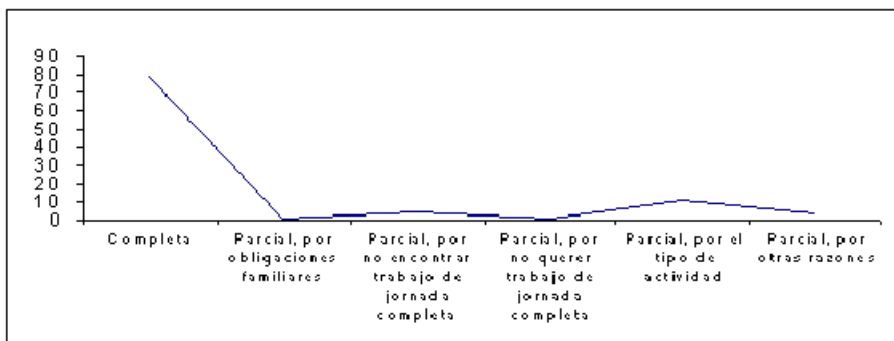 90
80
70
60
50
40
30
20
10
0
Completa
Parcial, por
obligaciones
familiares
Parcial, por
no encontrar
trabajo de
jornada
completa
Parcial, por
no querer
trabajo de
jornada
completa
Parcial, por el
tipo de
actividad
Parcial, por
otras razones